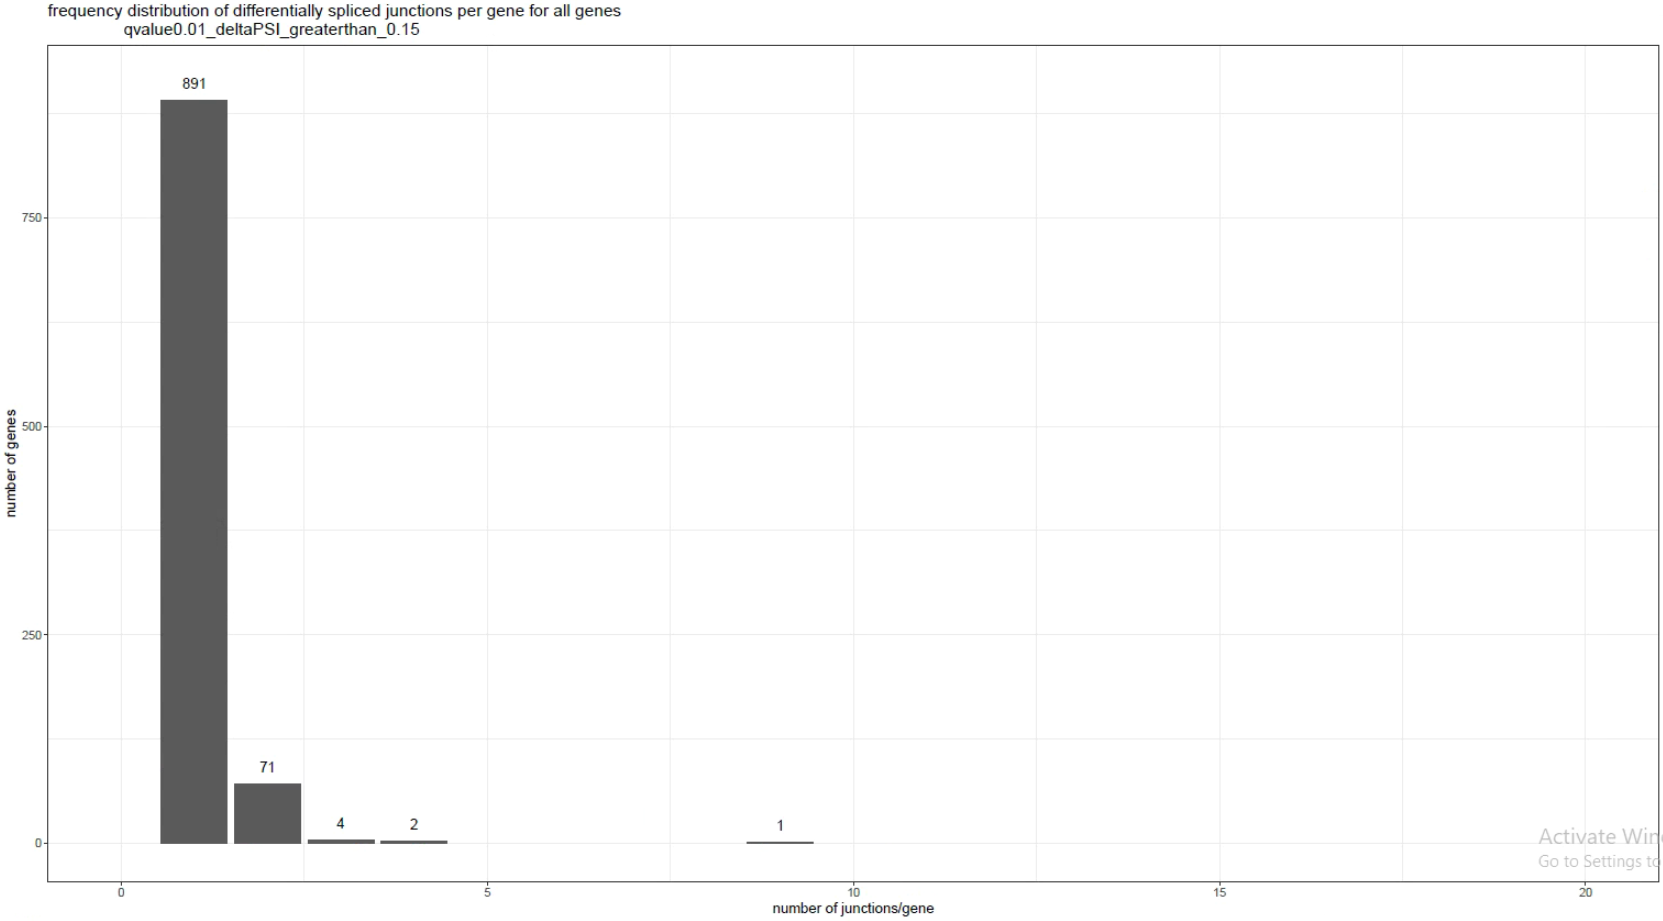 frequency distribution of differentially spliced junctions per gene for all genes
qvalue0.01_deltaPSI_greaterthan_0.15
891
750
number of genes
500
250
71
4
2
1
0
Activate Win
Go to Settings to
0
5
10
15
20
number of junctions/gene